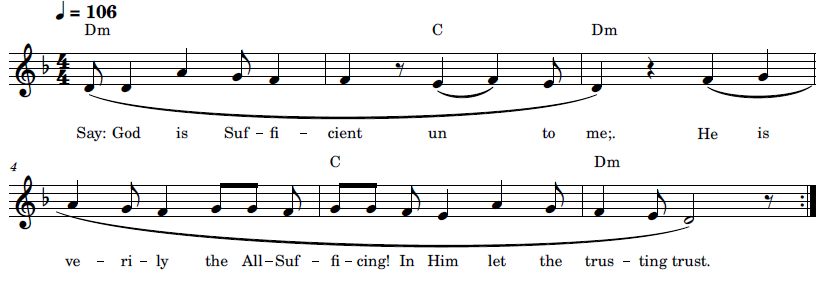 ♩ = 106
Dm C Dm
Say: God is Suf – fi – cient un to me;. He is
4
C Dm
ve – ri – ly the All–Suf – fi – cing! In Him let the trus – ting trust.